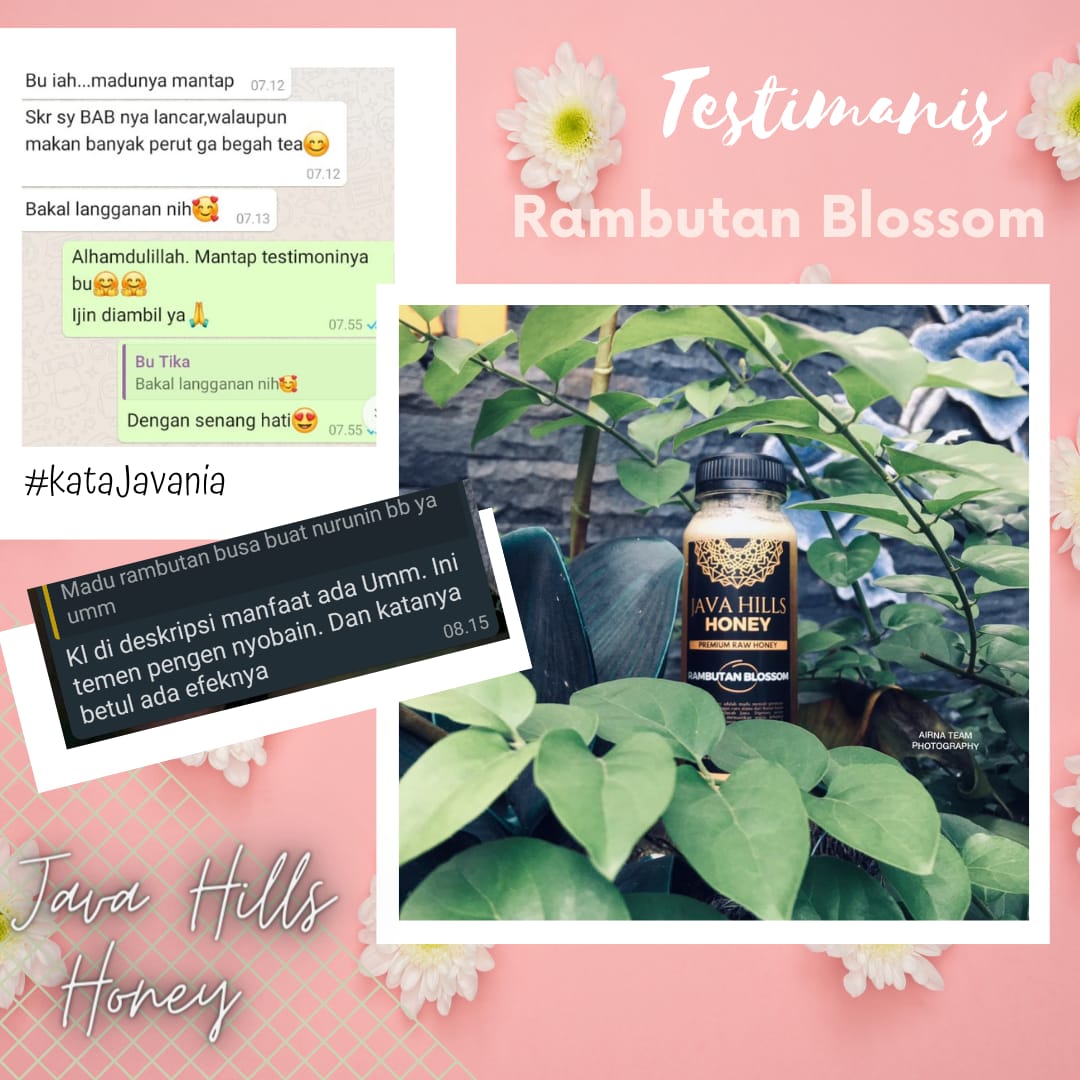 Testimanis
Rambutan Blossom
Bu iah...madunya mantap 07.12
Skr sy BAB nya lancar,walaupun
makan banyak perut ga begah tea😊
07.12
Bakal langganan nih🥰 07.13
Alhamdulillah. Mantap testimoninya
bu🤗🤗
Ijin diambil ya🙏 07.55
Bu Tika
Bakal langganan nih🥰
Dengan senang hati😍 07.55
#kataJavania
Madu rambutan busa buat nurunin bb ya
umm
Kl di deskripsi manfaat ada Umm. Ini
temen pengen nyobain. Dan katanya
betul ada efeknya 08.15
JAVA HILLS
HONEY
PREMIUM RAW HONEY
RAMBUTAN BLOSSOM
AIRNA TEAM
PHOTOGRAPHY
Java Hills
Honey